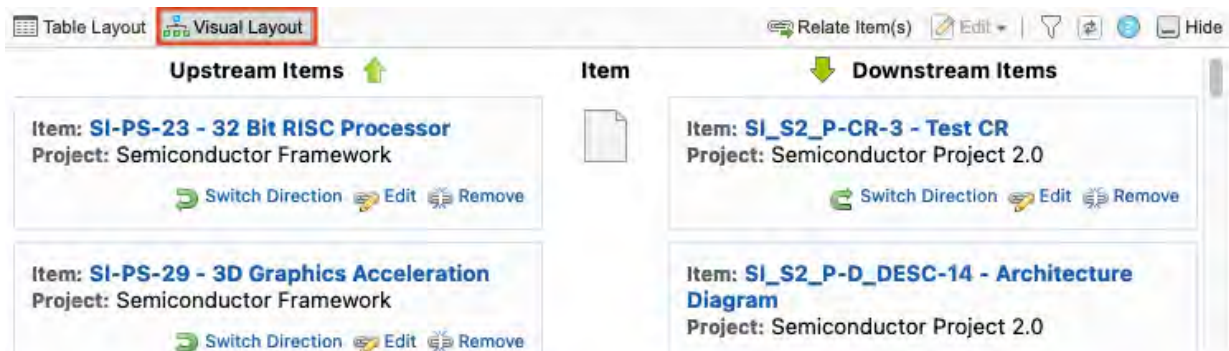 Table Layout Visual Layout Relate Item(s) Edit Hide
Upstream Items Item Downstream Items
Item: SI-PS-23 - 32 Bit RISC Processor
Project: Semiconductor Framework
Switch Direction Edit Remove
Item: SI_S2_P-CR-3 - Test CR
Project: Semiconductor Project 2.0
Switch Direction Edit Remove
Item: SI-PS-29 - 3D Graphics Acceleration
Project: Semiconductor Framework
Switch Direction Edit Remove
Item: SI_S2_P-D_DESC-14 - Architecture
Diagram
Project: Semiconductor Project 2.0